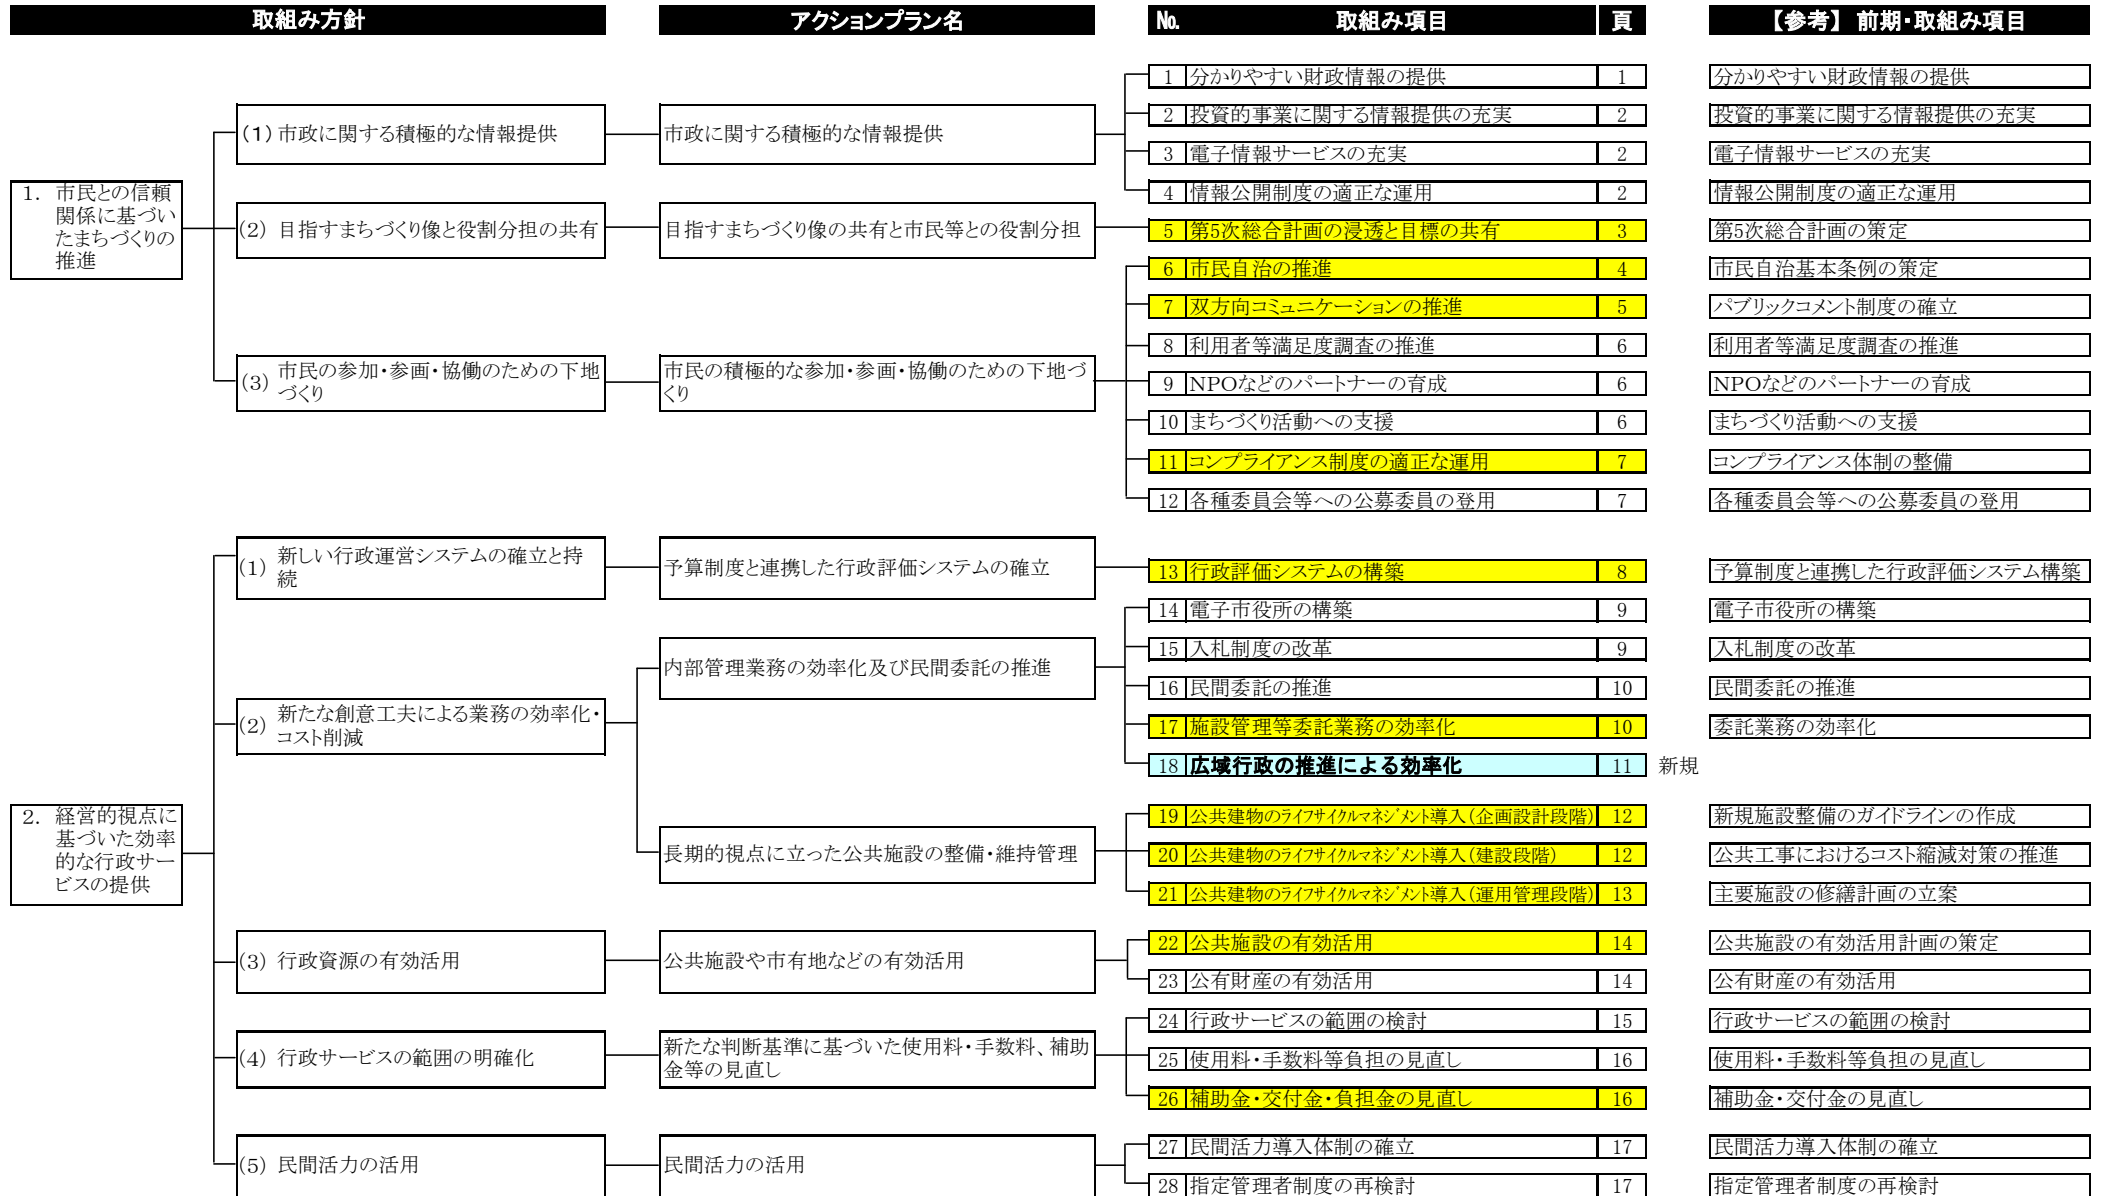 取組み方針 アクションプラン名 No. 取組み項目 頁 【参考】 前期・取組み項目
1 分かりやすい財政情報の提供 1 分かりやすい財政情報の提供
2 投資的事業に関する情報提供の充実 2 投資的事業に関する情報提供の充実
(1) 市政に関する積極的な情報提供 市政に関する積極的な情報提供
3 電子情報サービスの充実 2 電子情報サービスの充実
4 情報公開制度の適正な運用 2 情報公開制度の適正な運用
1. 市民との信頼
関係に基づい
たまちづくりの
推進
(2) 目指すまちづくり像と役割分担の共有 目指すまちづくり像の共有と市民等との役割分担 5 第5次総合計画の浸透と目標の共有 3 第5次総合計画の策定
6 市民自治の推進 4 市民自治基本条例の策定
7 双方向コミュニケーションの推進 5 パブリックコメント制度の確立
8 利用者等満足度調査の推進 6 利用者等満足度調査の推進
(3) 市民の参加・参画・協働のための下地
づくり
市民の積極的な参加・参画・協働のための下地づ
くり
9 NPOなどのパートナーの育成 6 NPOなどのパートナーの育成
10 まちづくり活動への支援 6 まちづくり活動への支援
11 コンプライアンス制度の適正な運用 7 コンプライアンス体制の整備
12 各種委員会等への公募委員の登用 7 各種委員会等への公募委員の登用
(1) 新しい行政運営システムの確立と持
続
予算制度と連携した行政評価システムの確立 13 行政評価システムの構築 8 予算制度と連携した行政評価システム構築
14 電子市役所の構築 9 電子市役所の構築
15 入札制度の改革 9 入札制度の改革
内部管理業務の効率化及び民間委託の推進
16 民間委託の推進 10 民間委託の推進
(2) 新たな創意工夫による業務の効率化・
コスト削減
17 施設管理等委託業務の効率化 10 委託業務の効率化
18 広域行政の推進による効率化 11 新規
2. 経営的視点に
基づいた効率
的な行政サー
ビスの提供
19 公共建物のライフサイクルマネジメント導入(企画設計段階) 12 新規施設整備のガイドラインの作成
長期的視点に立った公共施設の整備・維持管理 20 公共建物のライフサイクルマネジメント導入(建設段階) 12 公共工事におけるコスト縮減対策の推進
21 公共建物のライフサイクルマネジメント導入(運用管理段階) 13 主要施設の修繕計画の立案
22 公共施設の有効活用 14 公共施設の有効活用計画の策定
(3) 行政資源の有効活用 公共施設や市有地などの有効活用
23 公有財産の有効活用 14 公有財産の有効活用
24 行政サービスの範囲の検討 15 行政サービスの範囲の検討
(4) 行政サービスの範囲の明確化 新たな判断基準に基づいた使用料・手数料、補助
金等の見直し
25 使用料・手数料等負担の見直し 16 使用料・手数料等負担の見直し
26 補助金・交付金・負担金の見直し 16 補助金・交付金の見直し
27 民間活力導入体制の確立 17 民間活力導入体制の確立
(5) 民間活力の活用 民間活力の活用
28 指定管理者制度の再検討 17 指定管理者制度の再検討